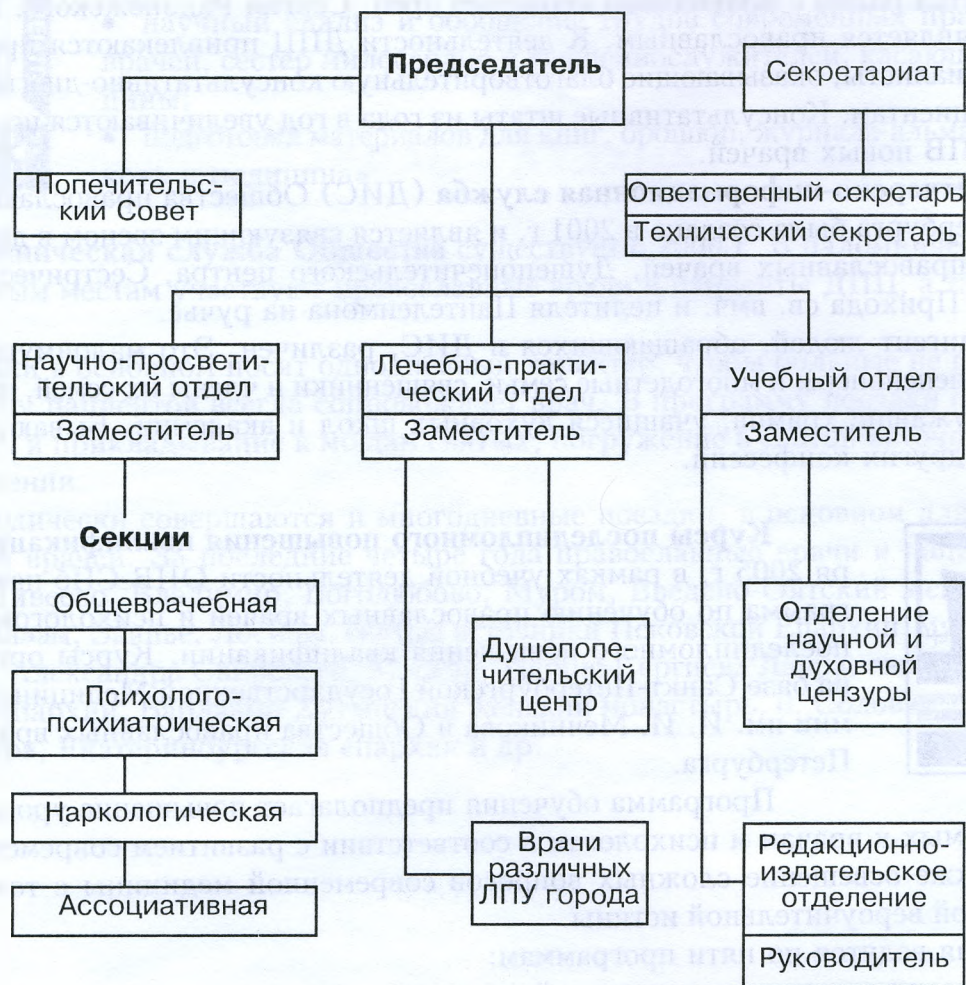 Председатель
Секретариат
Попечительс-
кий Совет
Ответственный секретарь
Технический секретарь
Научно-просвети-
тельский отдел
Заместитель
Лечебно-практи-
ческий отдел
Заместитель
Учебный отдел
Заместитель
Секции
Общеврачебная
Психолого-
психиатрическая
Наркологическая
Ассоциативная
Душепопе-
чительский
центр
Врачи
различных
ЛПУ города
Отделение
научной и
духовной
цензуры
Редакционно-
издательское
отделение
Руководитель